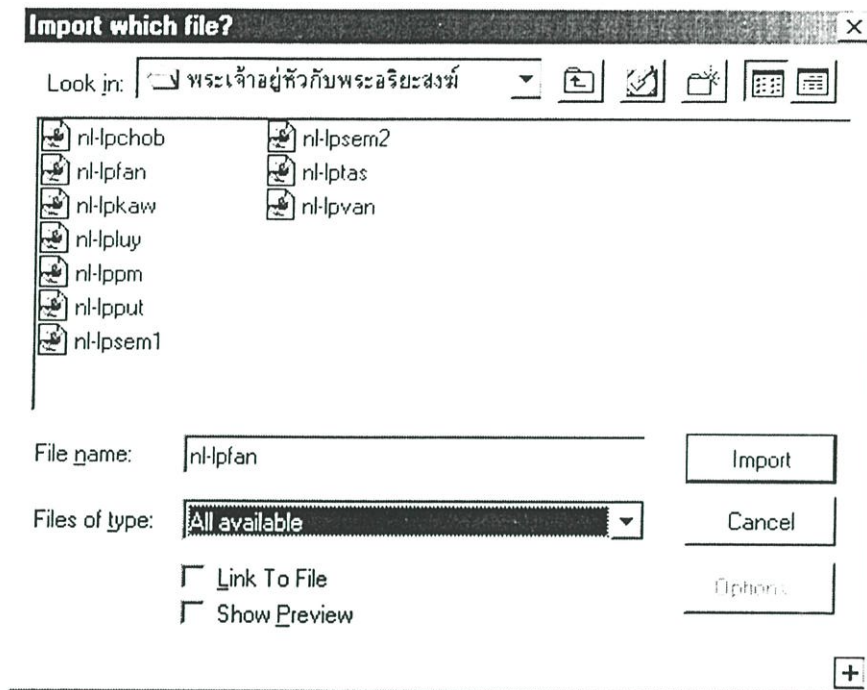 Import which file?
Look in: พระเจ้าอยู่หัวกับพระอริยะสงฆ์
nl-lpchob
nl-lpfan
nl-lpkaw
nl-lpluy
nl-lppm
nl-lpput
nl-lpsem1
nl-lpsem2
nl-lptas
nl-lpvan
File name: nl-lpfan
Import
Files of type: All available
Cancel
Link To File
Options...
Show Preview